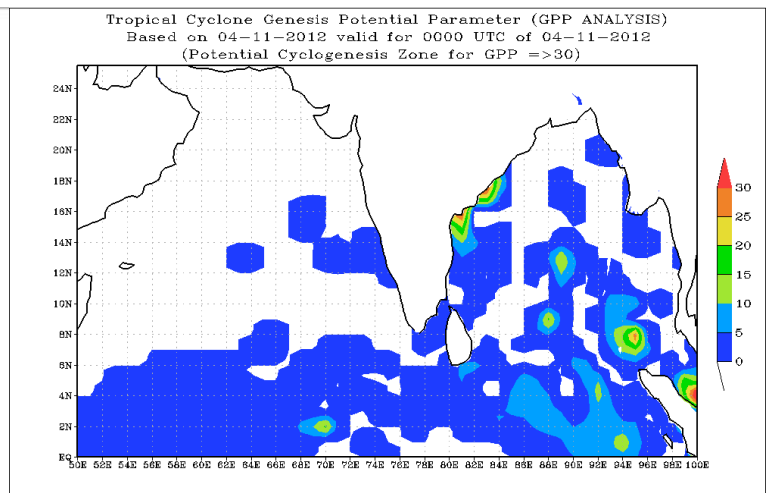 Tropical Cyclone Genesis Potential Parameter (GPP ANALYSIS)
Based on 04-11-2012 valid for 0000 UTC of 04-11-2012
(Potential Cyclogenesis Zone for GPP =>30)
24N
22N
20N
18N
16N
14N
12N
10N
8N
6N
4N
2N
EQ
50E 52E 54E 56E 58E 60E 62E 64E 66E 68E 70E 72E 74E 76E 78E 80E 82E 84E 86E 88E 90E 92E 94E 96E 98E 100E
30
25
20
15
10
5
0